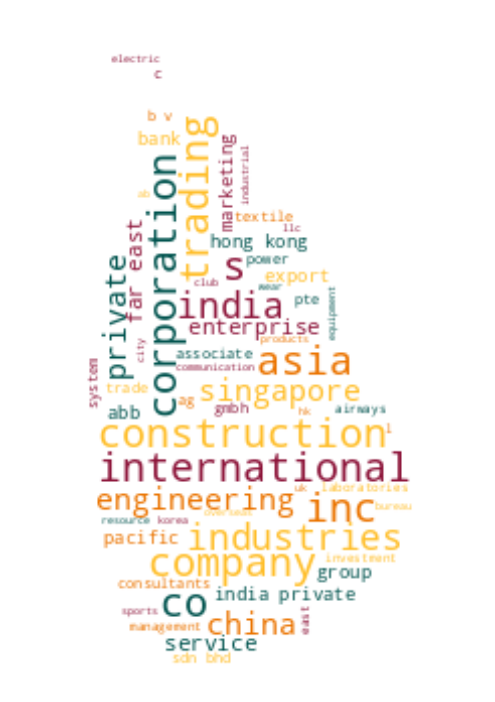 electric
c
b v
bank
trading
marketing
industrial
corporation
ab
textile
llc
far east
hong kong
private
s
power
club
wear
export
india
pte
equipment
enterprise
city
products
associate
communication
asia
system
trade
singapore
ag
abb
gmbh
hk
airways
construction
l
international
uk
laboratories
engineering
inc
bureau
overseas
resource
korea
pacific
industries
company
investment
group
consultants
india private
co
sports
east
management
china
service
sdn bhd